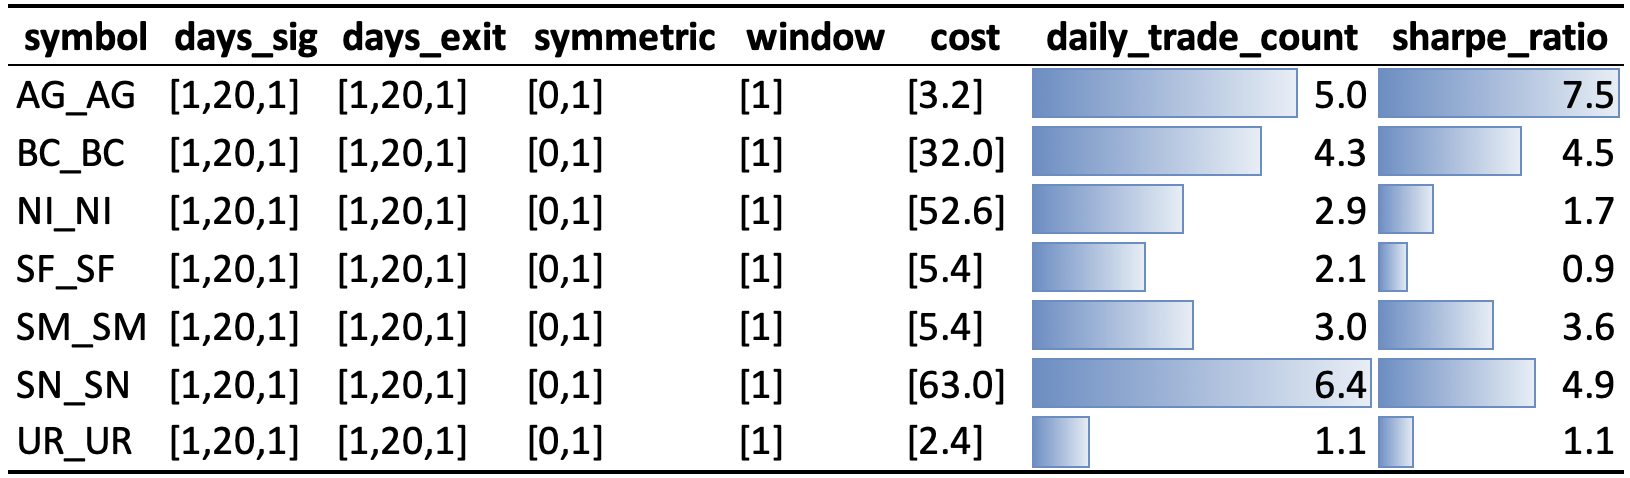 symbol days_sig days_exit symmetric window cost daily_trade_count sharpe_ratio
AG_AG [1,20,1] [1,20,1] [0,1] [1] [3.2] 5.0 7.5
BC_BC [1,20,1] [1,20,1] [0,1] [1] [32.0] 4.3 4.5
NI_NI [1,20,1] [1,20,1] [0,1] [1] [52.6] 2.9 1.7
SF_SF [1,20,1] [1,20,1] [0,1] [1] [5.4] 2.1 0.9
SM_SM [1,20,1] [1,20,1] [0,1] [1] [5.4] 3.0 3.6
SN_SN [1,20,1] [1,20,1] [0,1] [1] [63.0] 6.4 4.9
UR_UR [1,20,1] [1,20,1] [0,1] [1] [2.4] 1.1 1.1